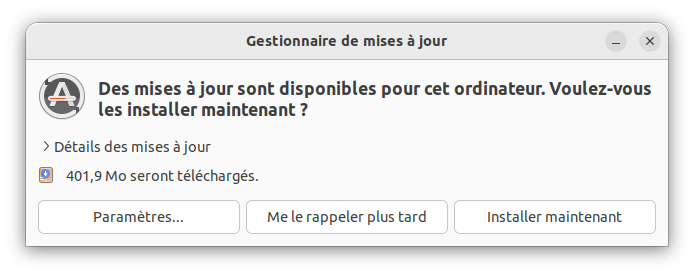 Gestionnaire de mises à jour
Des mises à jour sont disponibles pour cet ordinateur. Voulez-vous
les installer maintenant ?
Détails des mises à jour
401,9 Mo seront téléchargés.
Paramètres... Me le rappeler plus tard Installer maintenant